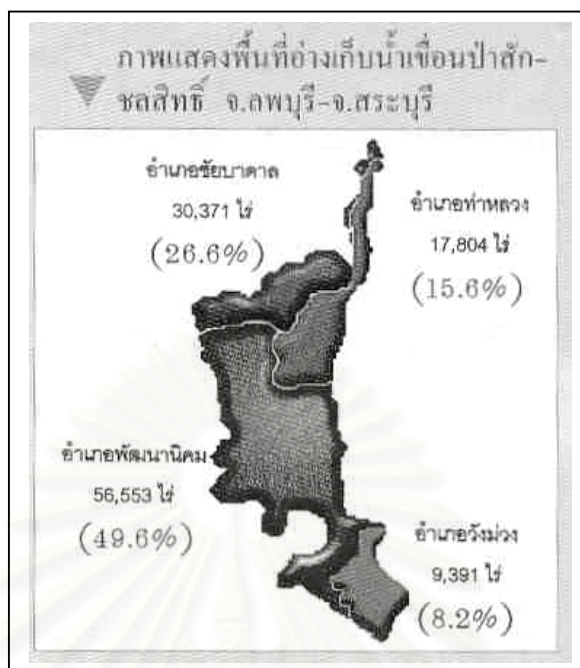 ภาพแสดงพื้นที่อ่างเก็บน้ำเขื่อนป่าสัก-
ชลสิทธิ์ จ.ลพบุรี-จ.สระบุรี
อำเภอชัยบาดาล
30,371 ไร่
(26.6%)
อำเภอท่าหลวง
17,804 ไร่
(15.6%)
อำเภอพัฒนานิคม
56,553 ไร่
(49.6%)
อำเภอวังม่วง
9,391 ไร่
(8.2%)